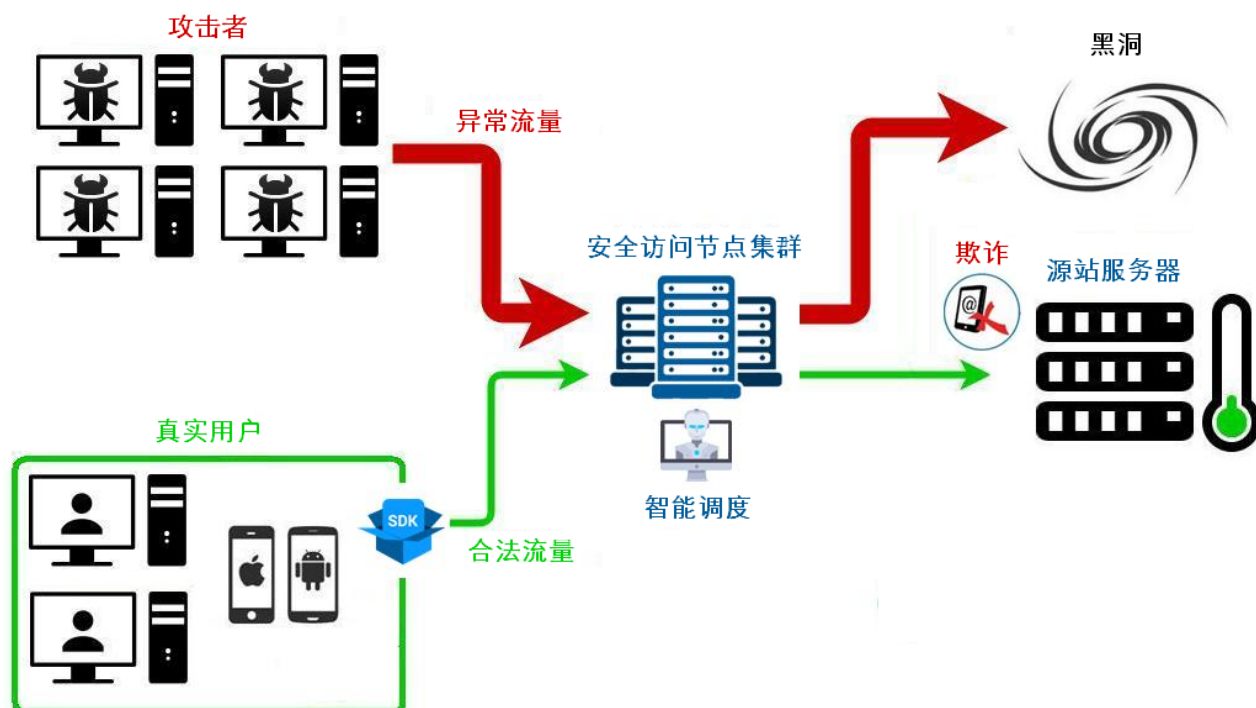 攻击者
黑洞
异常流量
安全访问节点集群
欺诈
源站服务器
@
真实用户
SDK
智能调度
合法流量